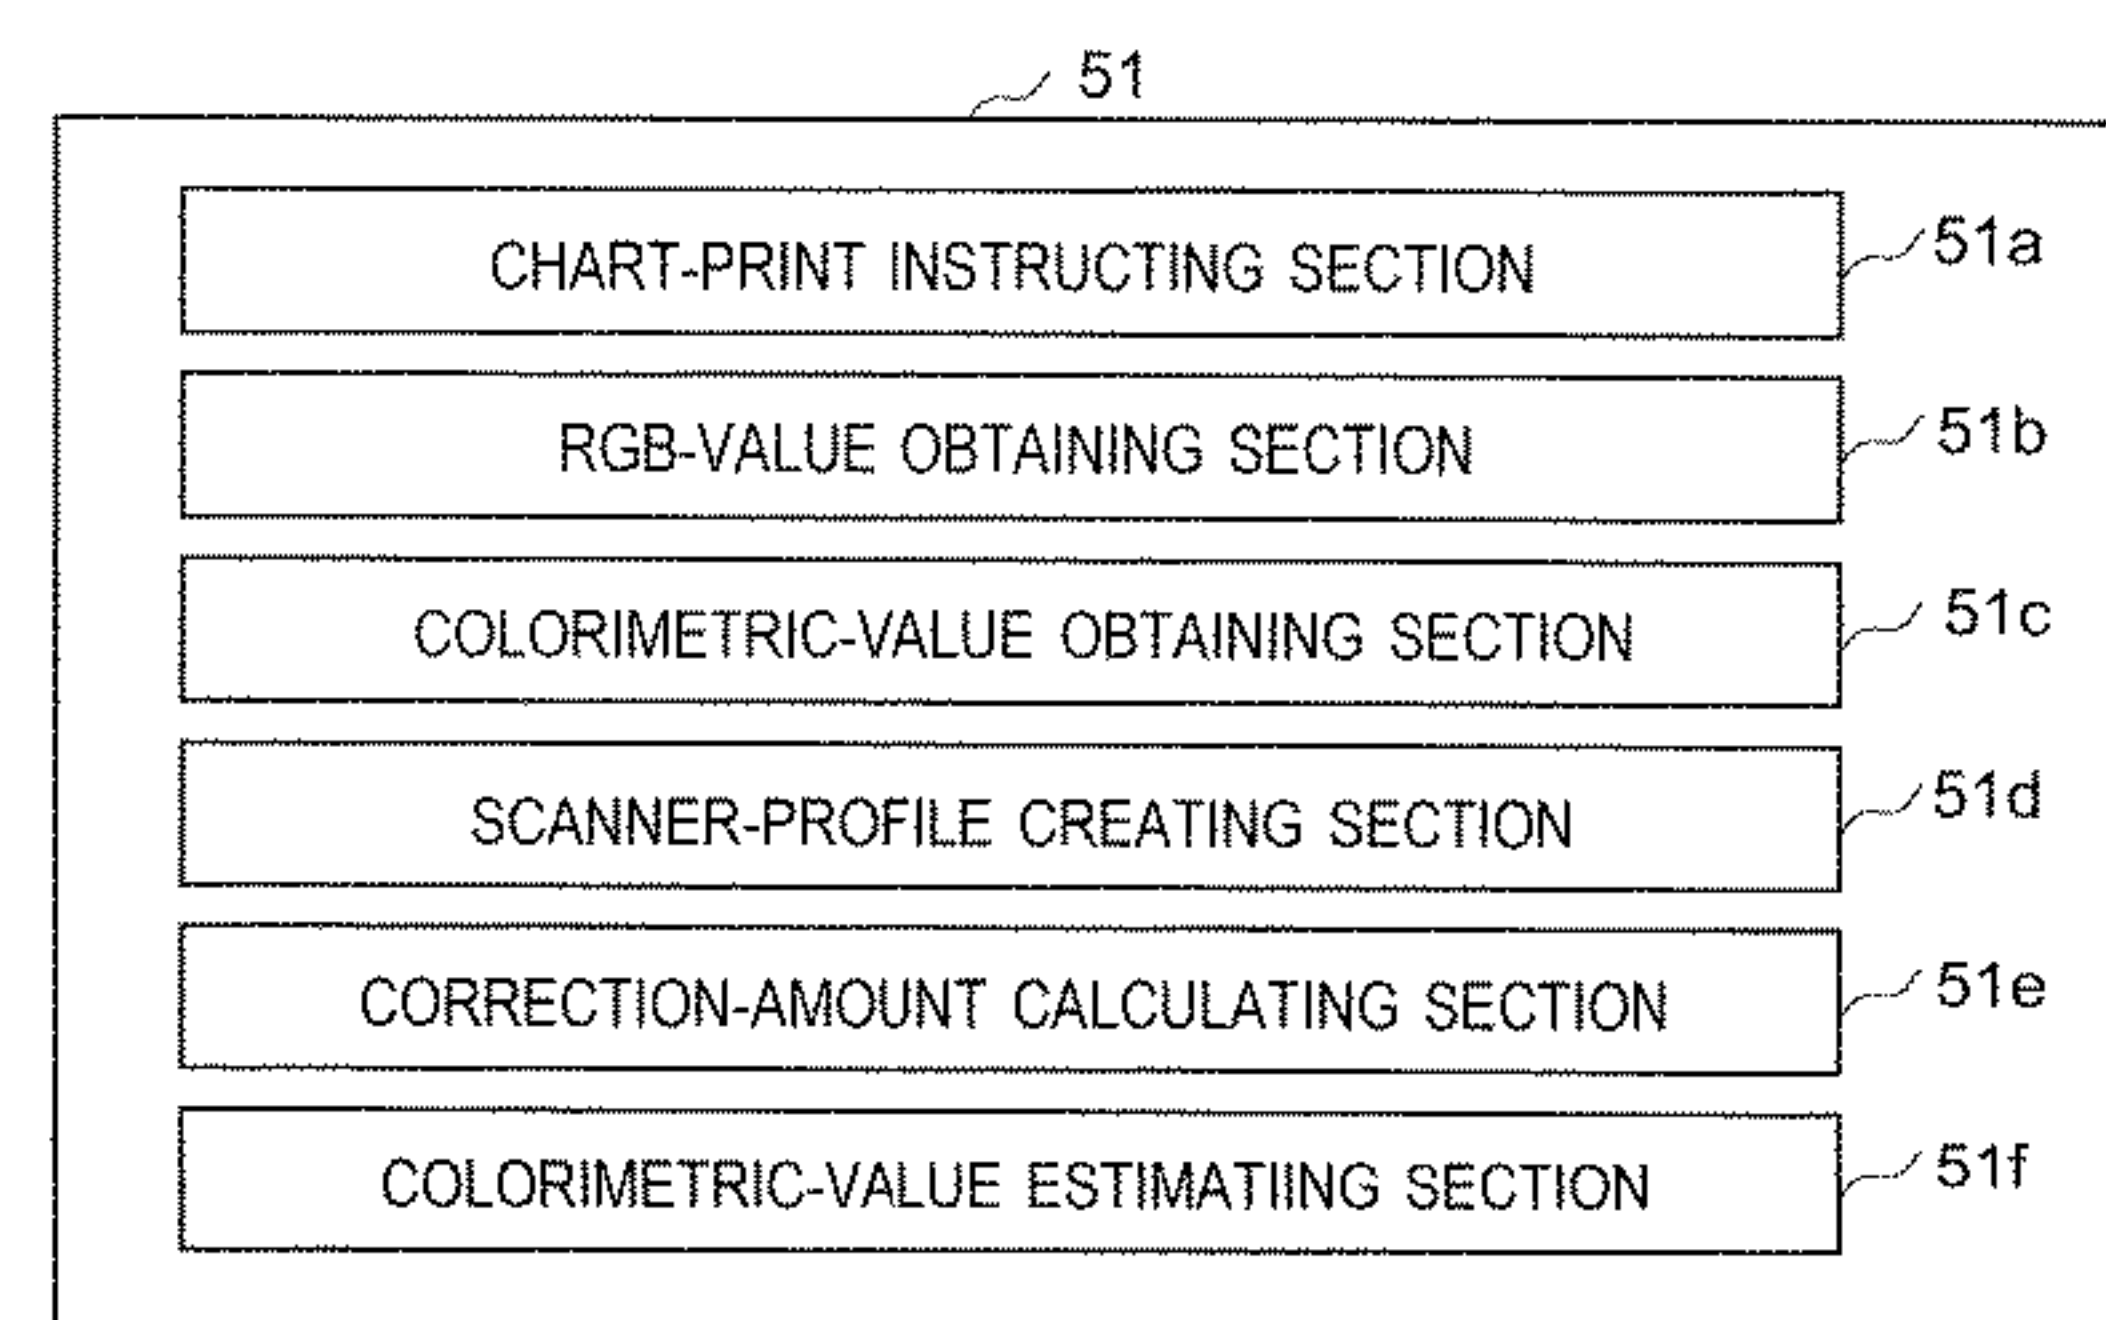 51
CHART-PRINT INSTRUCTING SECTION 51a
RGB-VALUE OBTAINING SECTION 51b
COLORIMETRIC-VALUE OBTAINING SECTION 51c
SCANNER-PROFILE CREATING SECTION 51d
CORRECTION-AMOUNT CALCULATING SECTION 51e
COLORIMETRIC-VALUE ESTIMATIING SECTION 51f